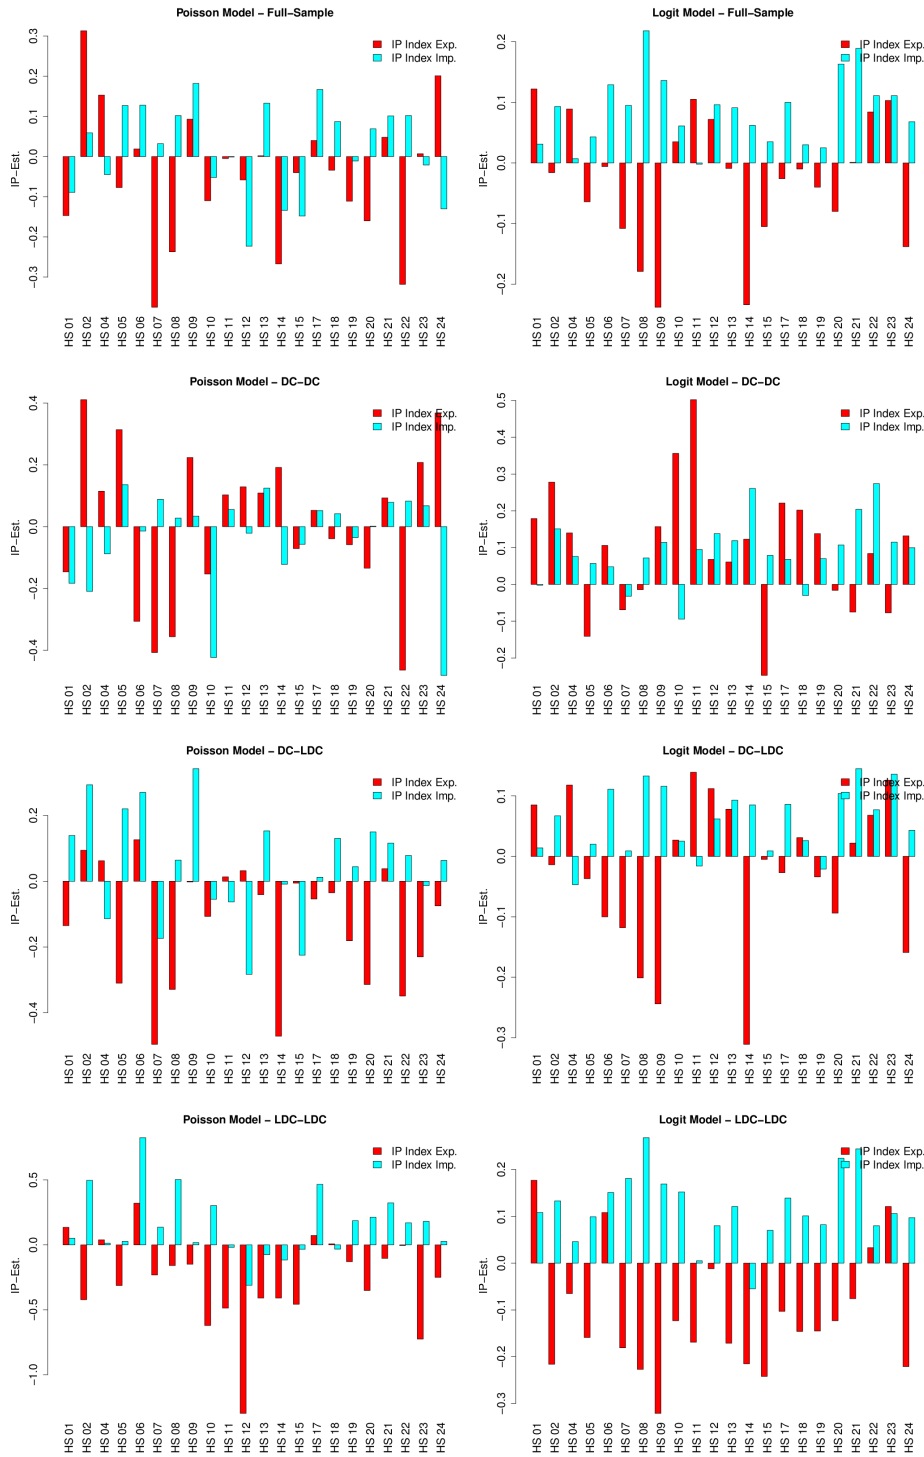 Poisson Model – Full-Sample
IP Index Exp.
IP Index Imp.
IP−Est.
0.3
0.2
0.1
0.0
−0.1
−0.2
−0.3
HS 01 HS 02 HS 04 HS 05 HS 06 HS 07 HS 08 HS 09 HS 10 HS 11 HS 12 HS 13 HS 14 HS 15 HS 17 HS 18 HS 19 HS 20 HS 22 HS 23 HS 24
Logit Model – Full-Sample
IP Index Exp.
IP Index Imp.
IP−Est.
0.2
0.1
0.0
−0.1
−0.2
HS 01 HS 02 HS 04 HS 05 HS 06 HS 07 HS 08 HS 09 HS 10 HS 11 HS 12 HS 13 HS 14 HS 15 HS 17 HS 18 HS 19 HS 20 HS 21 HS 22 HS 23 HS 24
Poisson Model – DC−DC
IP Index Exp.
IP Index Imp.
IP−Est.
0.4
0.2
0.0
−0.2
−0.4
HS 01 HS 02 HS 04 HS 05 HS 06 HS 07 HS 08 HS 09 HS 10 HS 11 HS 12 HS 13 HS 14 HS 15 HS 17 HS 18 HS 19 HS 20 HS 22 HS 23 HS 24
Logit Model – DC−DC
IP Index Exp.
IP Index Imp.
IP−Est.
0.5
0.4
0.3
0.2
0.1
0.0
−0.1
−0.2
HS 01 HS 02 HS 04 HS 05 HS 06 HS 07 HS 08 HS 09 HS 10 HS 11 HS 12 HS 13 HS 14 HS 15 HS 17 HS 18 HS 19 HS 20 HS 21 HS 22 HS 23 HS 24
Poisson Model – DC−LDC
IP Index Exp.
IP Index Imp.
IP−Est.
0.2
0.0
−0.2
−0.4
HS 01 HS 02 HS 04 HS 05 HS 06 HS 07 HS 08 HS 09 HS 10 HS 11 HS 12 HS 13 HS 14 HS 15 HS 17 HS 18 HS 19 HS 20 HS 22 HS 23 HS 24
Logit Model – DC−LDC
IP Index Exp.
IP Index Imp.
IP−Est.
0.1
0.0
−0.1
−0.2
−0.3
HS 01 HS 02 HS 04 HS 05 HS 06 HS 07 HS 08 HS 09 HS 10 HS 11 HS 12 HS 13 HS 14 HS 15 HS 17 HS 18 HS 19 HS 20 HS 21 HS 22 HS 23 HS 24
Poisson Model – LDC−LDC
IP Index Exp.
IP Index Imp.
IP−Est.
0.5
0.0
−0.5
−1.0
HS 01 HS 02 HS 04 HS 05 HS 06 HS 07 HS 08 HS 09 HS 10 HS 11 HS 12 HS 13 HS 14 HS 15 HS 17 HS 18 HS 19 HS 20 HS 22 HS 23 HS 24
Logit Model – LDC−LDC
IP Index Exp.
IP Index Imp.
IP−Est.
0.2
0.1
0.0
−0.1
−0.2
−0.3
HS 01 HS 02 HS 04 HS 05 HS 06 HS 07 HS 08 HS 09 HS 10 HS 11 HS 12 HS 13 HS 14 HS 15 HS 17 HS 18 HS 19 HS 20 HS 21 HS 22 HS 23 HS 24